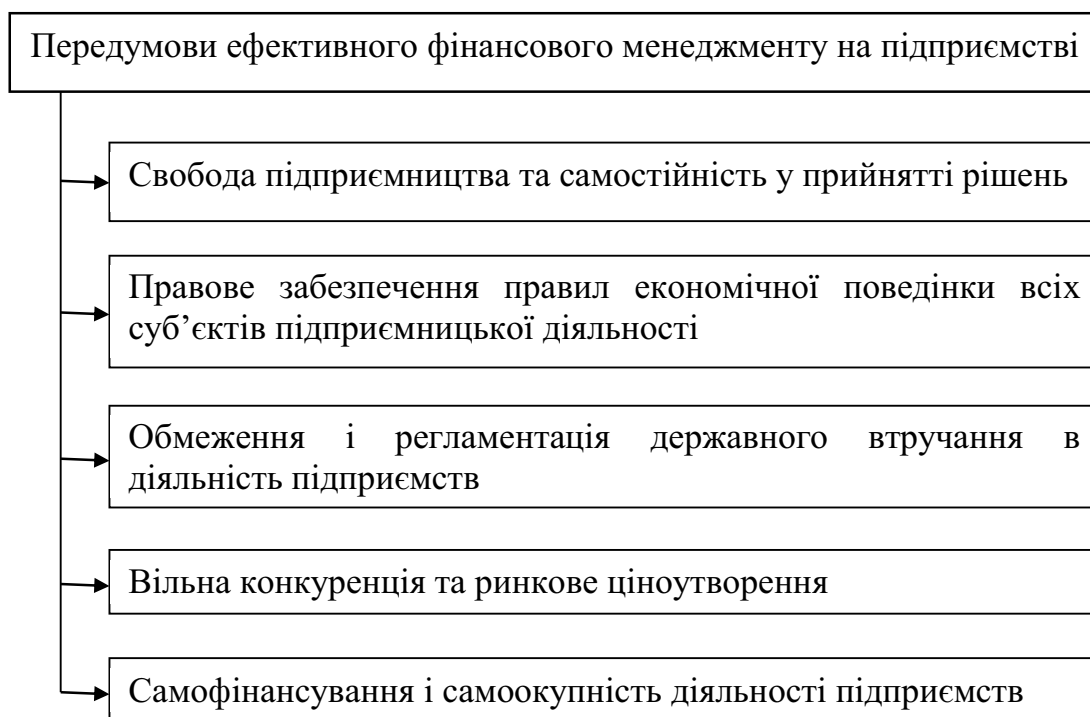 Передумови ефективного фінансового менеджменту на підприємстві
Свобода підприємництва та самостійність у прийнятті рішень
Правове забезпечення правил економічної поведінки всіх
суб’єктів підприємницької діяльності
Обмеження і регламентація державного втручання в
діяльність підприємств
Вільна конкуренція та ринкове ціноутворення
Самофінансування і самоокупність діяльності підприємств